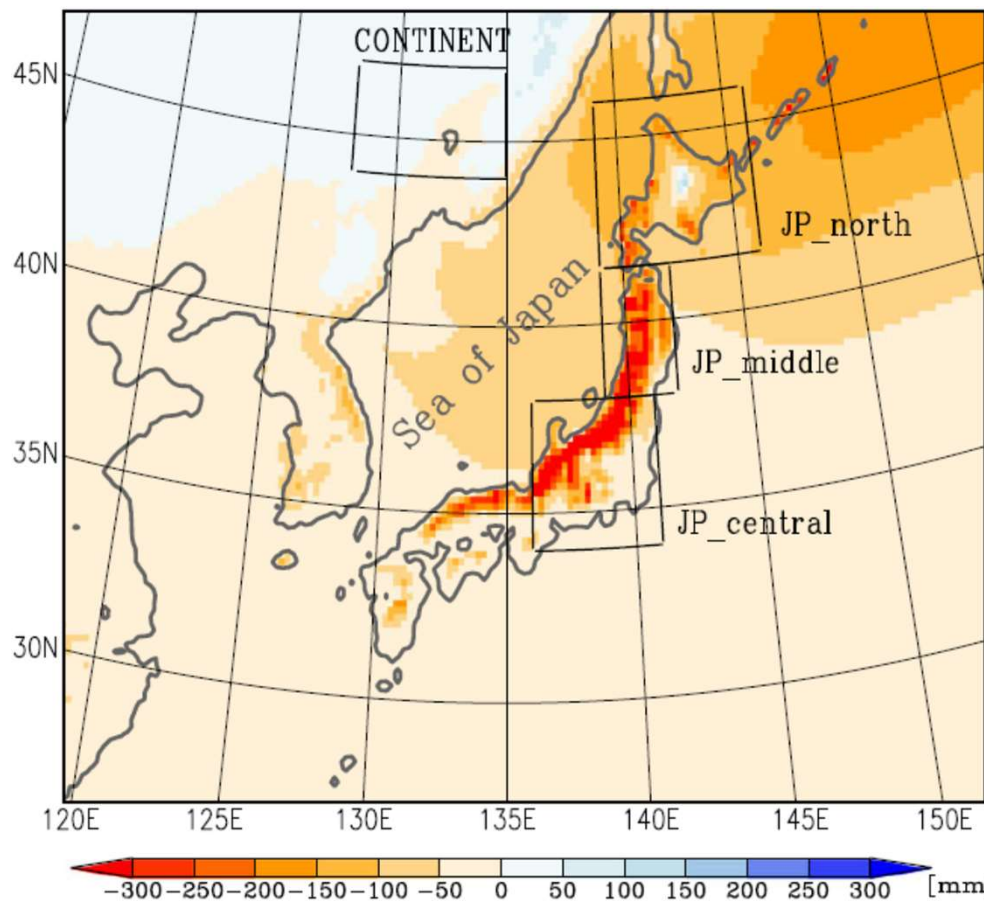 CONTINENT
45N
JP_north
40N
Sea of Japan
JP_middle
35N
JP_central
30N
120E 125E 130E 135E 140E 145E 150E
-300 -250 -200 -150 -100 -50 0 50 100 150 200 250 300 [mm